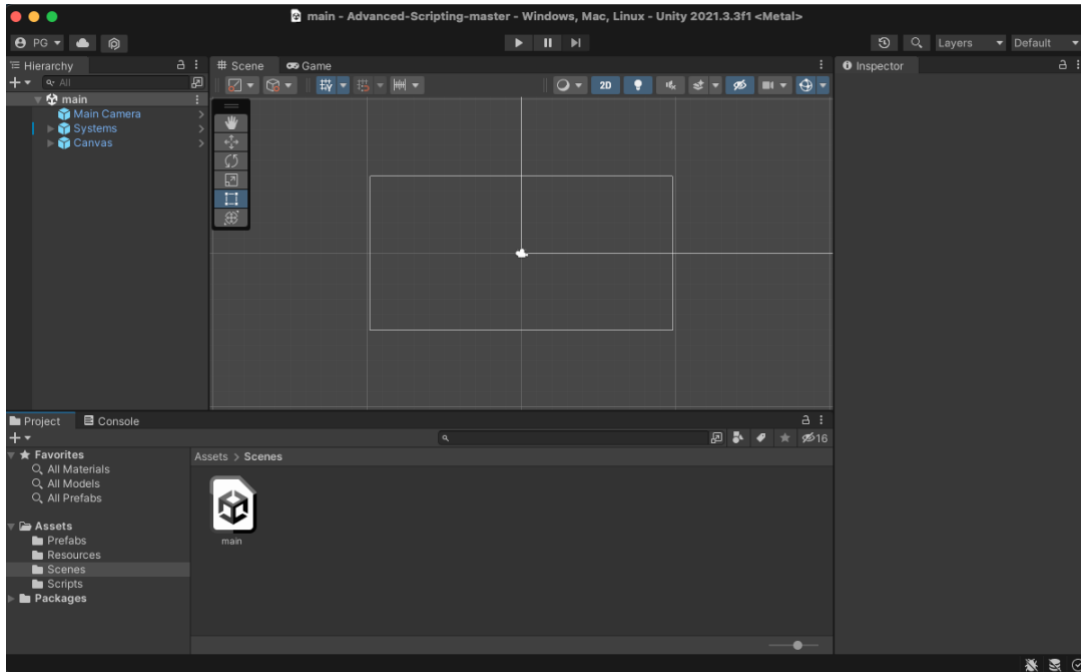 main - Advanced-Scripting-master - Windows, Mac, Linux - Unity 2021.3.3f1 <Metal>
PG
Layers
Default
Hierarchy
Scene
Game
Inspector
All
2D
main
Main Camera
Systems
Canvas
Project
Console
16
Favorites
All Materials
All Models
All Prefabs
Assets
Prefabs
Resources
Scenes
Scripts
Packages
Assets > Scenes
main